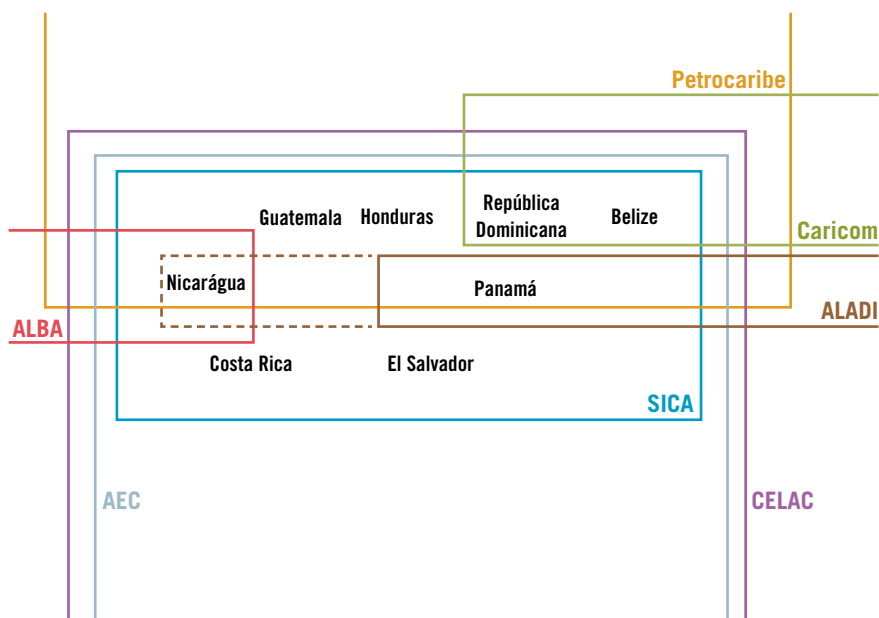 Petrocaribe
República
Guatemala Honduras Dominicana Belize
Caricom
Nicarágua Panamá
ALBA ALADI
Costa Rica El Salvador
SICA
AEC CELAC